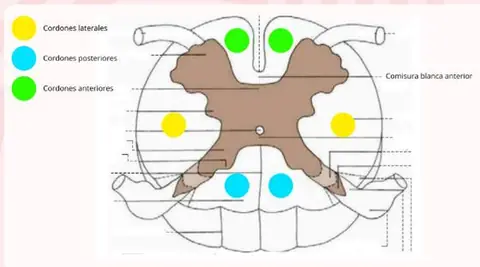 Cordones laterales
Cordones posteriores
Cordones anteriores
Comisura blanca anterior